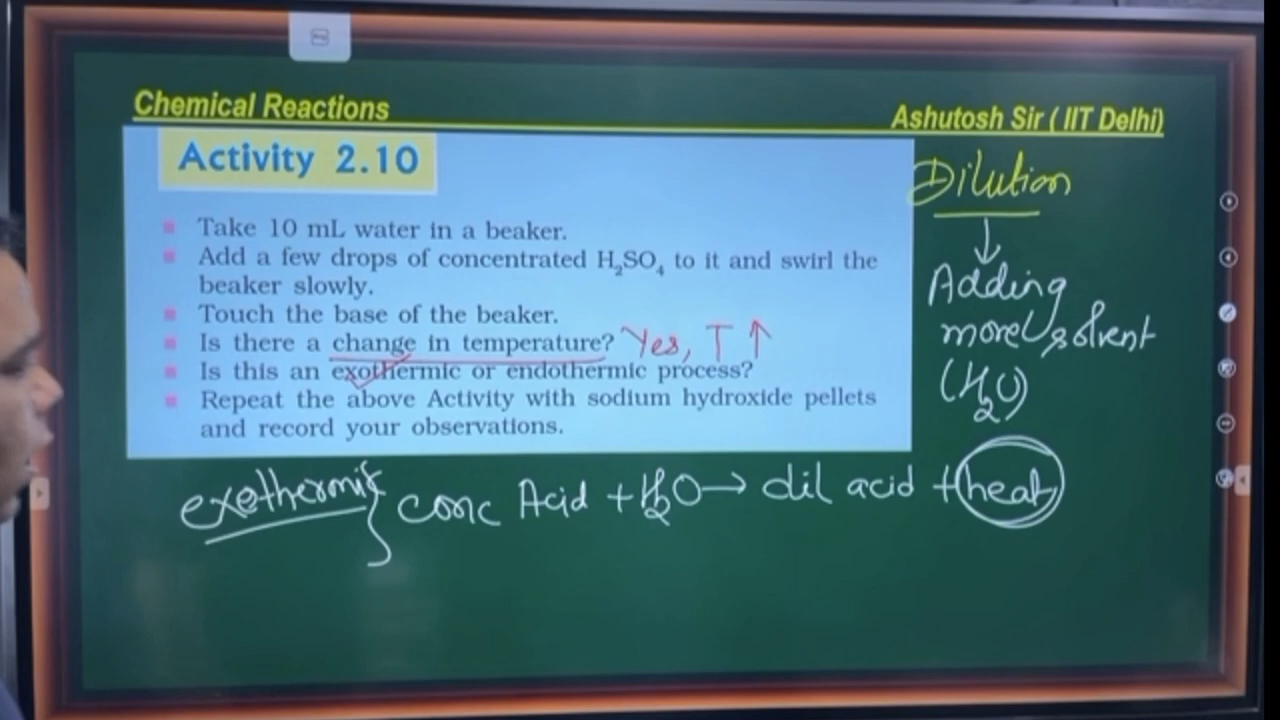 Chemical Reactions
Ashutosh Sir ( IIT Delhi)
Activity 2.10
Take 10 mL water in a beaker.
Add a few drops of concentrated H₂SO₄ to it and swirl the
beaker slowly.
Touch the base of the beaker.
Is there a change in temperature? Yes, T ↑
Is this an exothermic or endothermic process?
Repeat the above Activity with sodium hydroxide pellets
and record your observations.
Dilution
↓
Adding
more solvent
(H₂O)
exothermic } conc Acid + H₂O → dil acid + heat